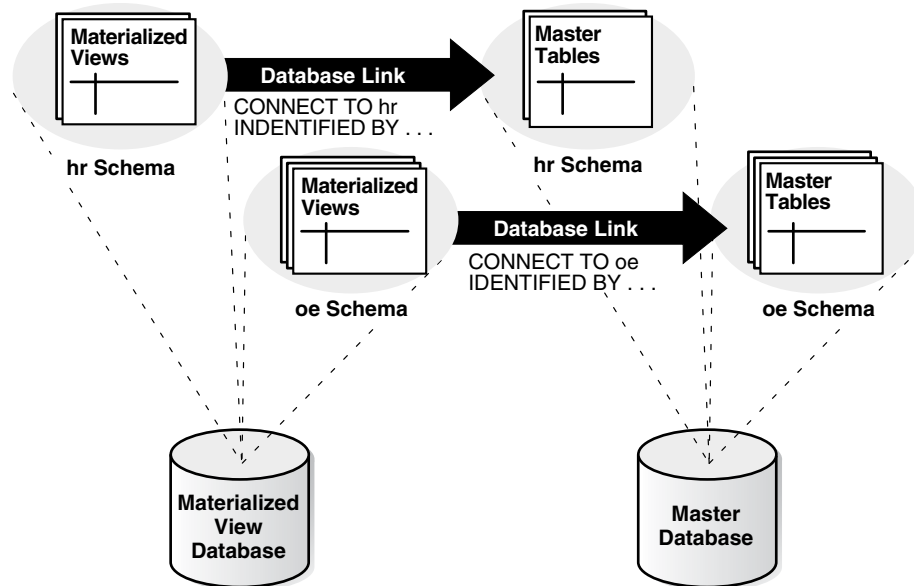 Materialized
Views
Database Link
CONNECT TO hr
INDENTIFIED BY . . .
hr Schema
Master
Tables
hr Schema
Materialized
Views
Database Link
CONNECT TO oe
IDENTIFIED BY . . .
oe Schema
Master
Tables
oe Schema
Materialized
View
Database
Master
Database